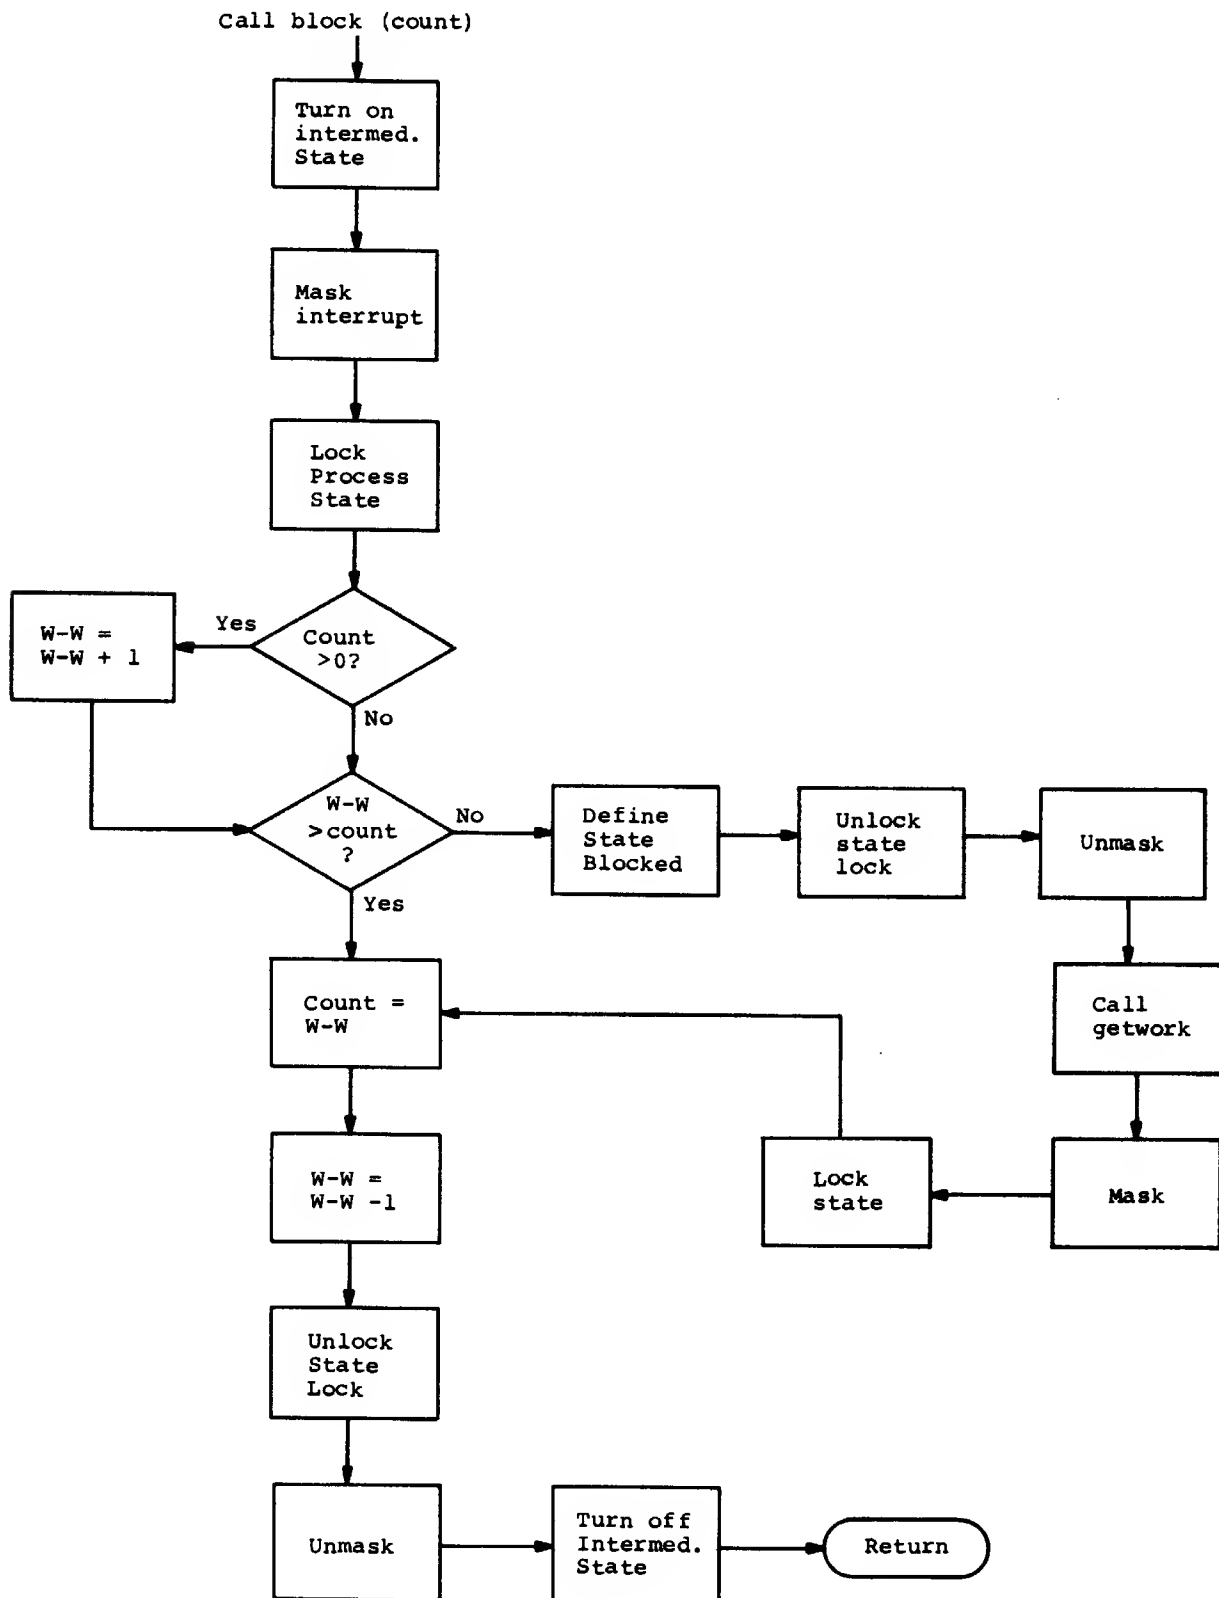 Call block (count)
Turn on
intermed.
State
Mask
interrupt
Lock
Process
State
Count
>0?
Yes
W-W =
W-W + 1
No
W-W
>count
?
No
Define
State
Blocked
Unlock
state
lock
Unmask
Call
getwork
Mask
Lock
state
Yes
Count =
W-W
W-W =
W-W -1
Unlock
State
Lock
Unmask
Turn off
Intermed.
State
Return